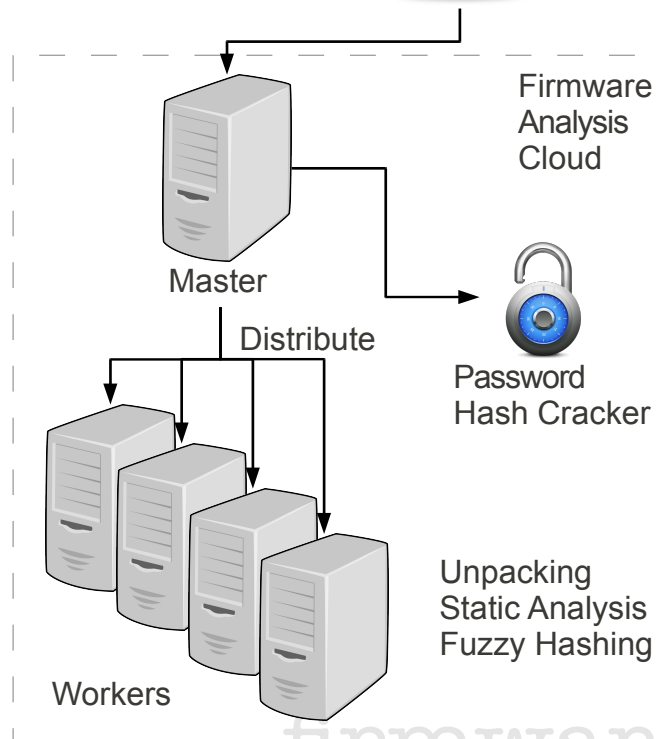 Firmware
Analysis
Cloud
Master
Distribute
Password
Hash Cracker
Unpacking
Static Analysis
Fuzzy Hashing
Workers